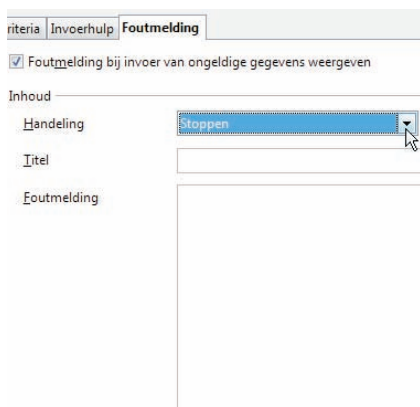 riteria Invoerhulp Foutmelding
Foutmelding bij invoer van ongeldige gegevens weergeven
Inhoud
Handeling Stoppen
Titel
Foutmelding